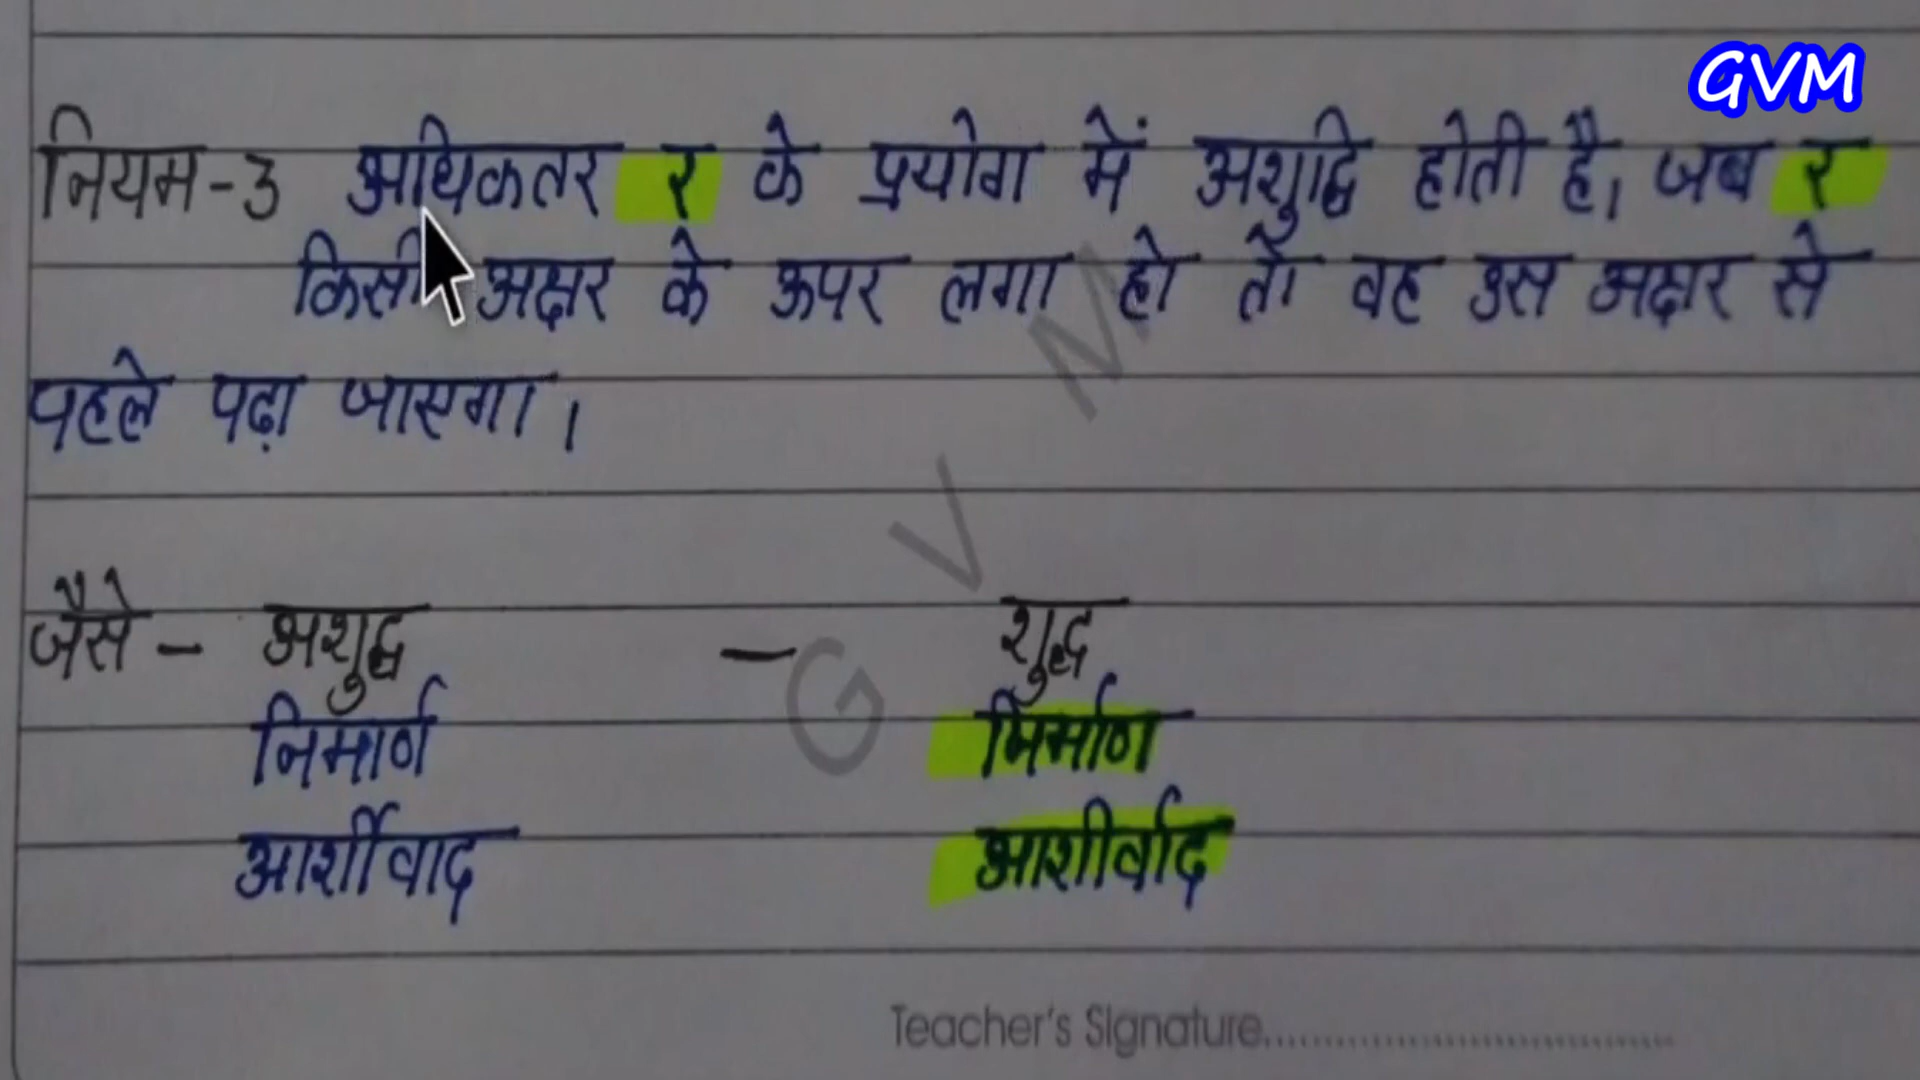 GVM
नियम-3 अधिकतर र के प्रयोग में अशुद्धि होती है, जब र
किसी अक्षर के ऊपर लगा हो तो वह उस अक्षर से
पहले पढ़ा जाएगा।
जैसे - अशुद्ध - शुद्ध
निमार्ण निर्माण
आर्शीवाद आशीर्वाद
G V M
Teacher's Signature..............................